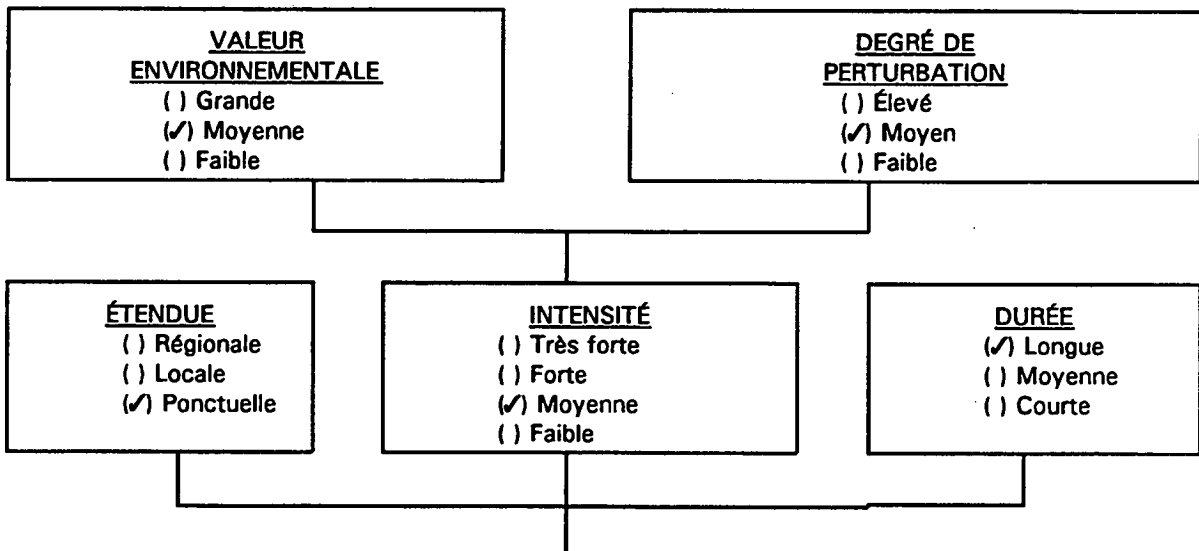 VALEUR
ENVIRONNEMENTALE
( ) Grande
(✓) Moyenne
( ) Faible
DEGRÉ DE
PERTURBATION
( ) Élevé
(✓) Moyen
( ) Faible
ÉTENDUE
( ) Régionale
( ) Locale
(✓) Ponctuelle
INTENSITÉ
( ) Très forte
( ) Forte
(✓) Moyenne
( ) Faible
DURÉE
(✓) Longue
( ) Moyenne
( ) Courte